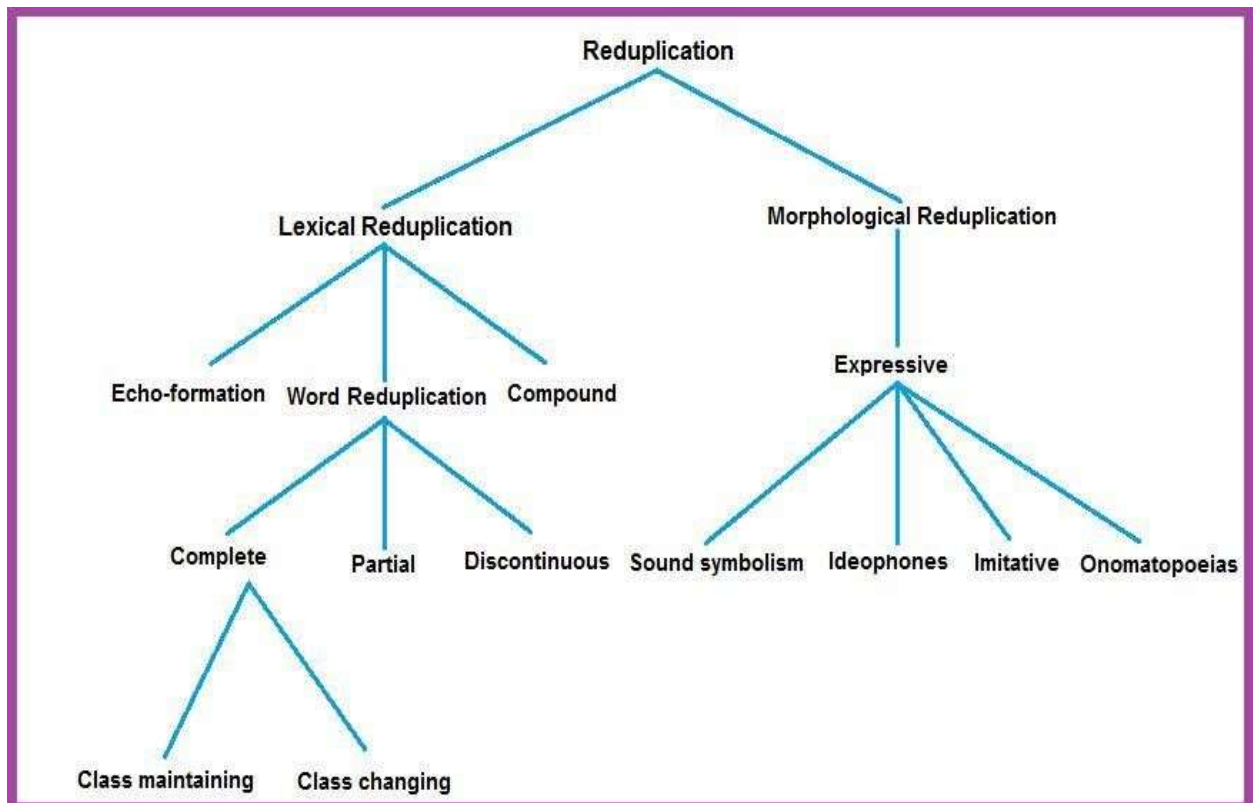 Reduplication
Lexical Reduplication
Morphological Reduplication
Echo-formation
Word Reduplication
Compound
Expressive
Complete
Partial
Discontinuous
Sound symbolism
Ideophones
Imitative
Onomatopoeias
Class maintaining
Class changing